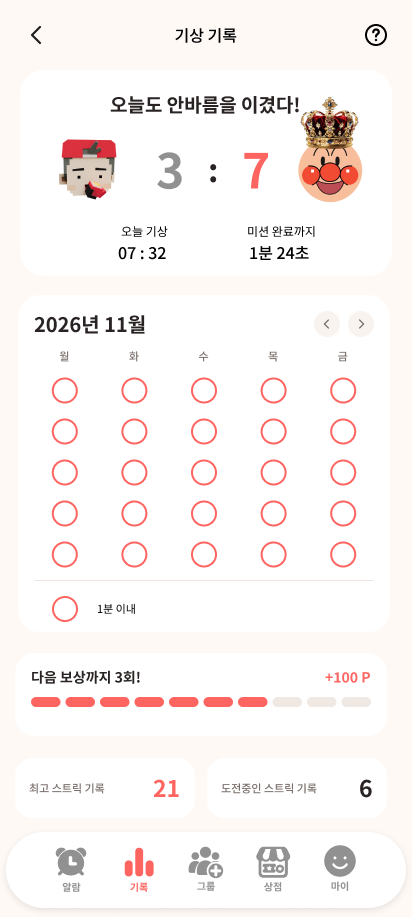 기상 기록
오늘도 안바름을 이겼다!
3 : 7
오늘 기상
미션 완료까지
07 : 32
1분 24초
2026년 11월
월 화 수 목 금
1분 이내
다음 보상까지 3회!
+100 P
최고 스트릭 기록
21
도전중인 스트릭 기록
6
알람
기록
그룹
상점
마이